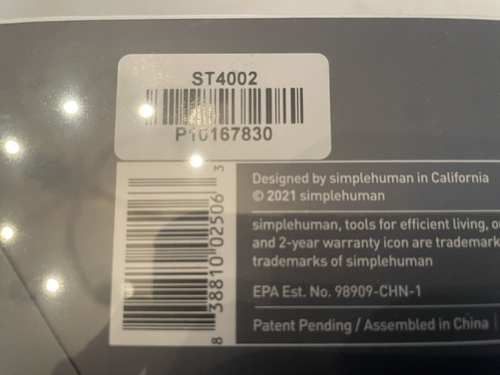 ST4002
P10167830
8 38810 02506 3
Designed by simplehuman in California
© 2021 simplehuman
simplehuman, tools for efficient living,
and 2-year warranty icon are
trademarks of simplehuman
EPA Est. No. 98909-CHN-1
Patent Pending / Assembled in China |